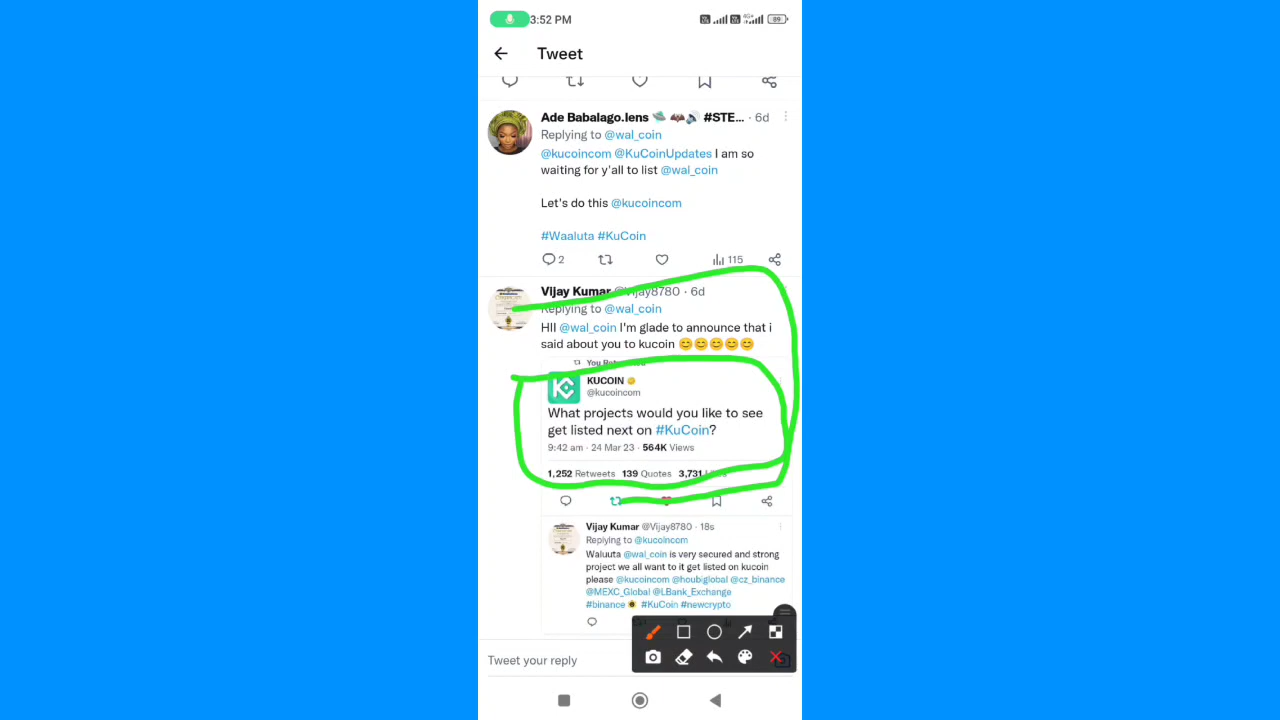 3:52 PM
4G+
89
Tweet
Ade Babalago.lens 🛸 🦇🔊 #STE... · 6d
Replying to @wal_coin
@kucoincom @KuCoinUpdates I am so
waiting for y'all to list @wal_coin
Let's do this @kucoincom
#Waaluta #KuCoin
2
115
Vijay Kumar @Vijay8780 · 6d
Replying to @wal_coin
HII @wal_coin I'm glade to announce that i
said about you to kucoin 😊😊😊😊😊
You
KUCOIN
@kucoincom
What projects would you like to see
get listed next on #KuCoin?
9:42 am · 24 Mar 23 · 564K Views
1,252 Retweets 139 Quotes 3,731
Vijay Kumar @Vijay8780 · 18s
Replying to @kucoincom
Waluuta @wal_coin is very secured and strong
project we all want to it get listed on kucoin
please @kucoincom @houbiglobal @cz_binance
@MEXC_Global @LBank_Exchange
#binance #KuCoin #newcrypto
Tweet your reply